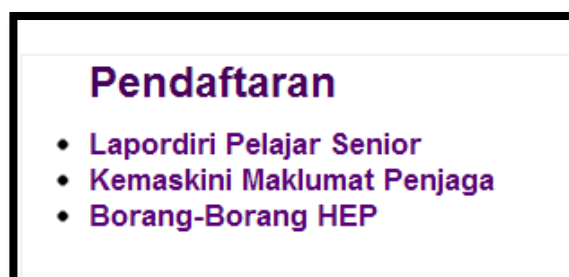 Pendaftaran
Lapordiri Pelajar Senior
Kemaskini Maklumat Penjaga
Borang-Borang HEP